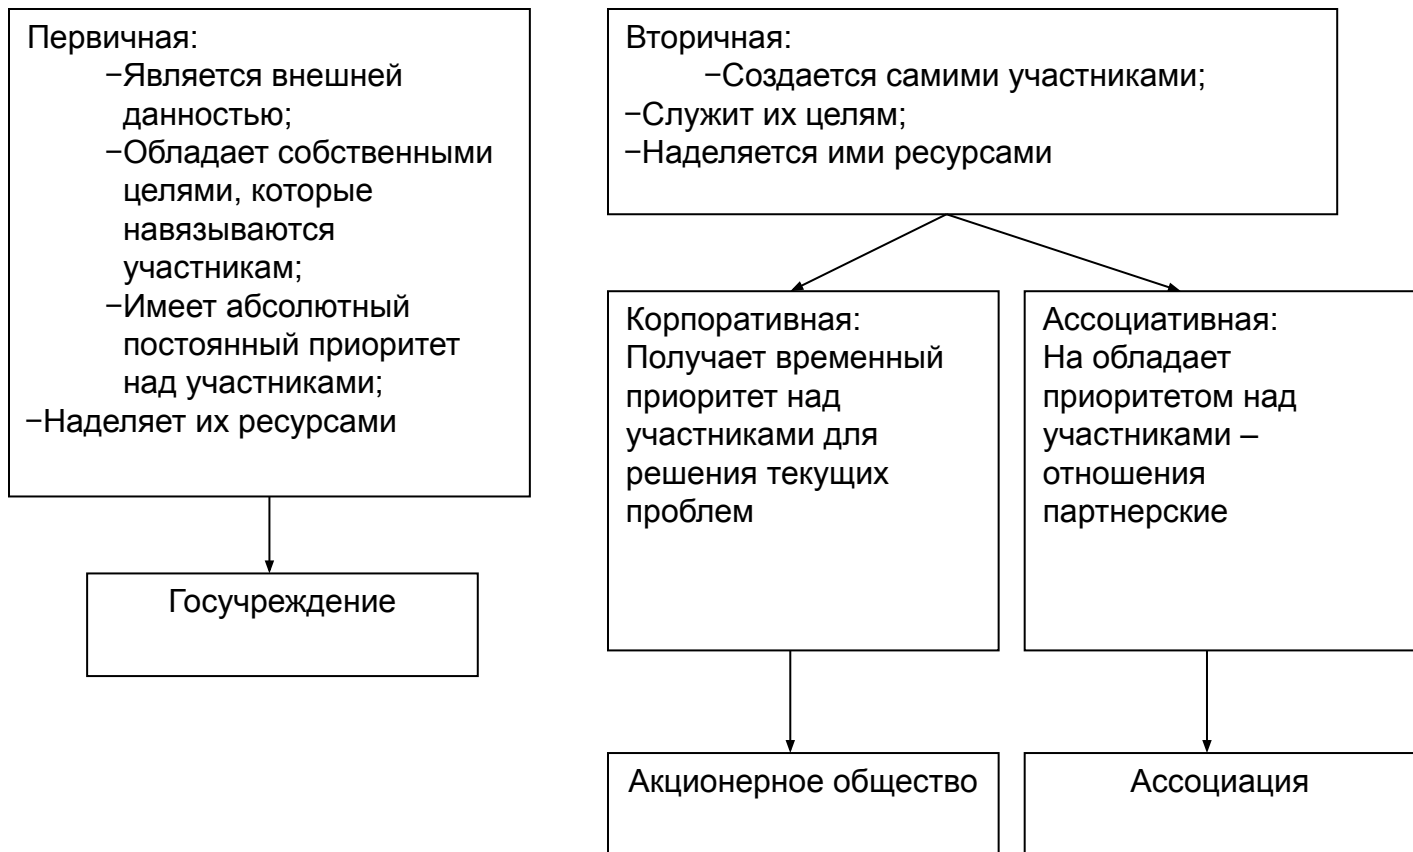 Первичная:
−Является внешней
данностью;
−Обладает собственными
целями, которые
навязываются
участникам;
−Имеет абсолютный
постоянный приоритет
над участниками;
−Наделяет их ресурсами
Госучреждение
Вторичная:
−Создается самими участниками;
−Служит их целям;
−Наделяется ими ресурсами
Корпоративная:
Получает временный
приоритет над
участниками для
решения текущих
проблем
Ассоциативная:
На обладает
приоритетом над
участниками –
отношения
партнерские
Акционерное общество
Ассоциация